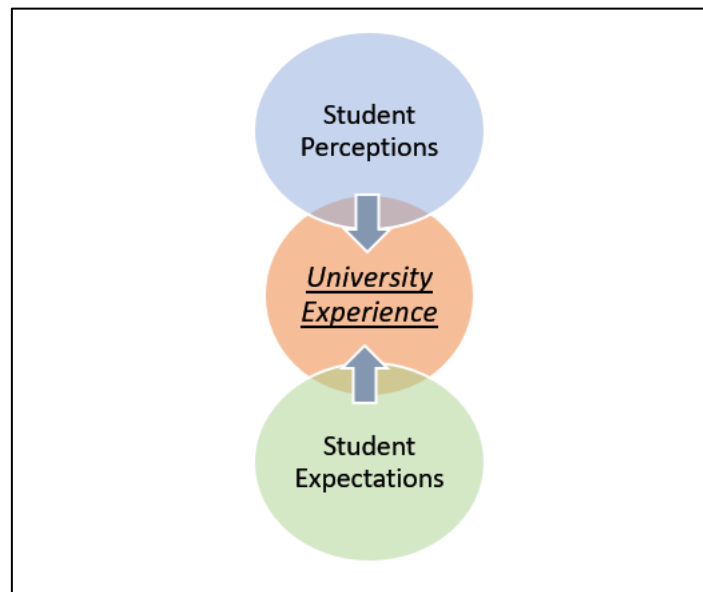 Student
Perceptions
University
Experience
Student
Expectations